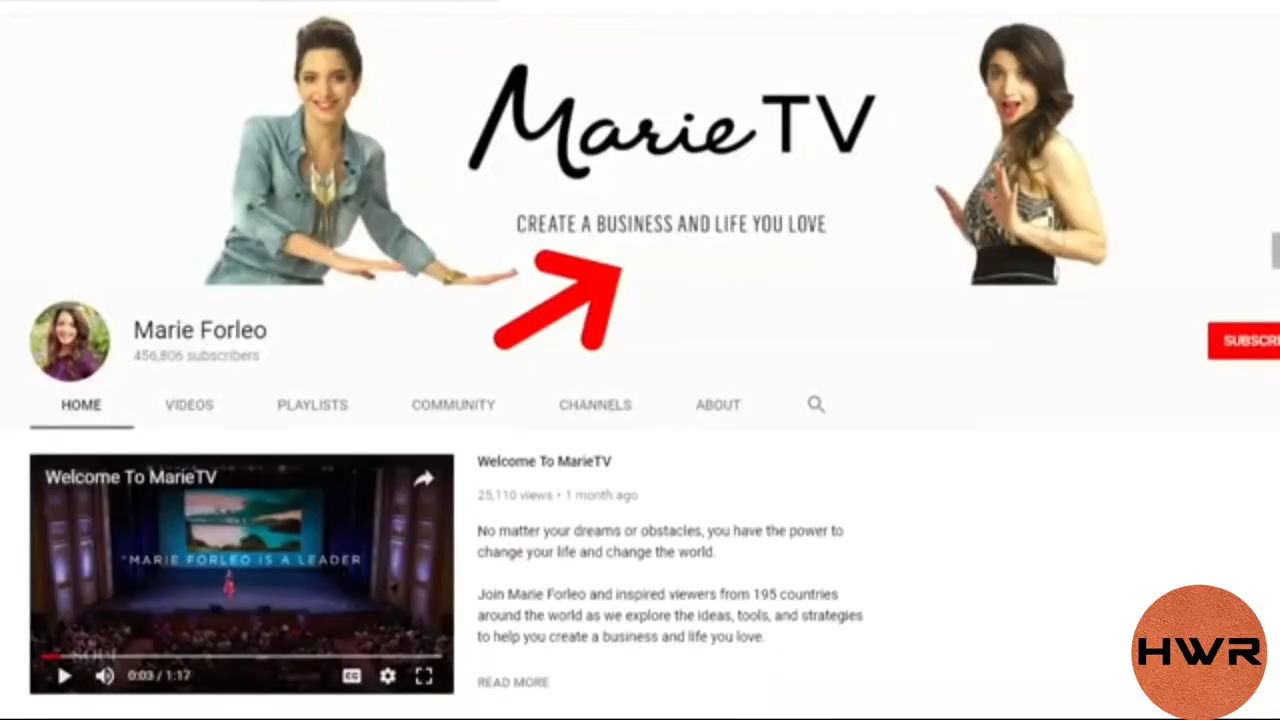 Marie TV
CREATE A BUSINESS AND LIFE YOU LOVE
Marie Forleo
456,806 subscribers
SUBSCRI
HOME VIDEOS PLAYLISTS COMMUNITY CHANNELS ABOUT
Welcome To MarieTV
"MARIE FORLEO IS A LEADER
0:03 / 1:17
CC
Welcome To MarieTV
25,110 views • 1 month ago
No matter your dreams or obstacles, you have the power to
change your life and change the world.
Join Marie Forleo and inspired viewers from 195 countries
around the world as we explore the ideas, tools, and strategies
to help you create a business and life you love.
READ MORE
HWR